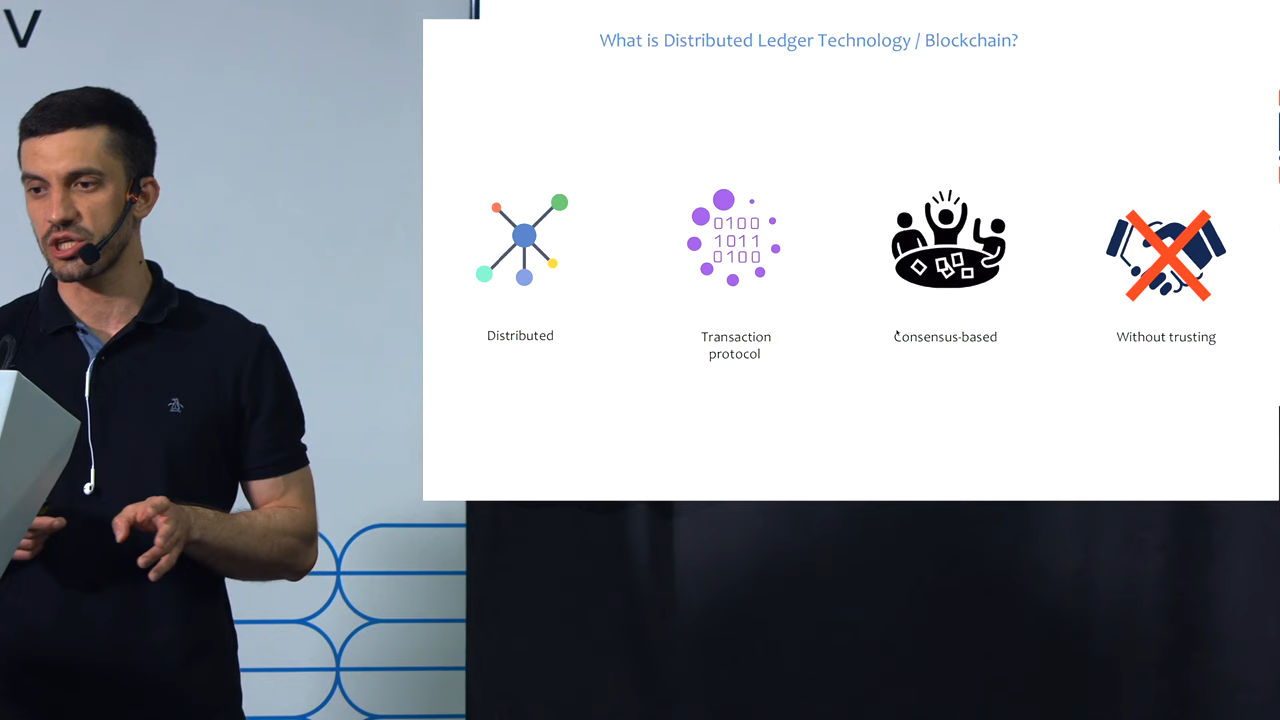 V
What is Distributed Ledger Technology / Blockchain?
0100
1011
0100
Distributed
Transaction
protocol
Consensus-based
Without trusting